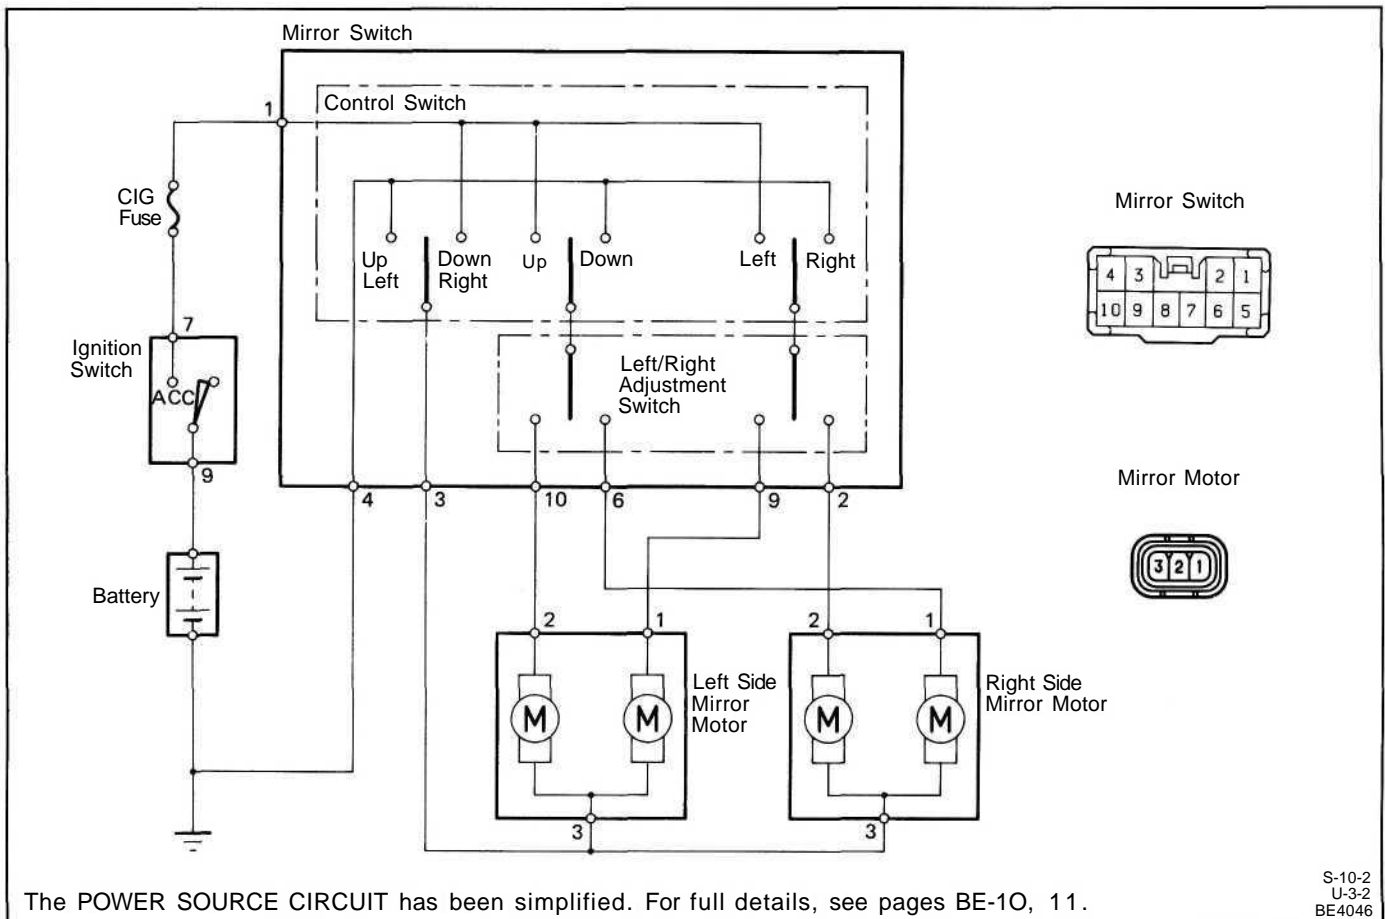 Mirror Switch
Control Switch
1
CIG
Fuse
Up
Left
Down
Right
Up
Down
Left
Right
7
Ignition
Switch
ACC
9
Left/Right
Adjustment
Switch
4
3
10
6
9
2
Battery
2
1
2
1
M
M
M
M
Left Side
Mirror
Motor
Right Side
Mirror Motor
3
3
Mirror Switch
4 3 2 1
10 9 8 7 6 5
Mirror Motor
3 2 1
The POWER SOURCE CIRCUIT has been simplified. For full details, see pages BE-1O, 11.
S-10-2
U-3-2
BE4046